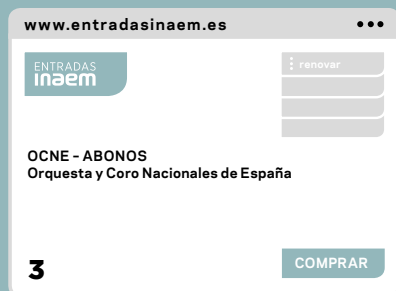 www.entradasinaem.es
ENTRADAS
inaem
renovar
OCNE - ABONOS
Orquesta y Coro Nacionales de España
3
COMPRAR